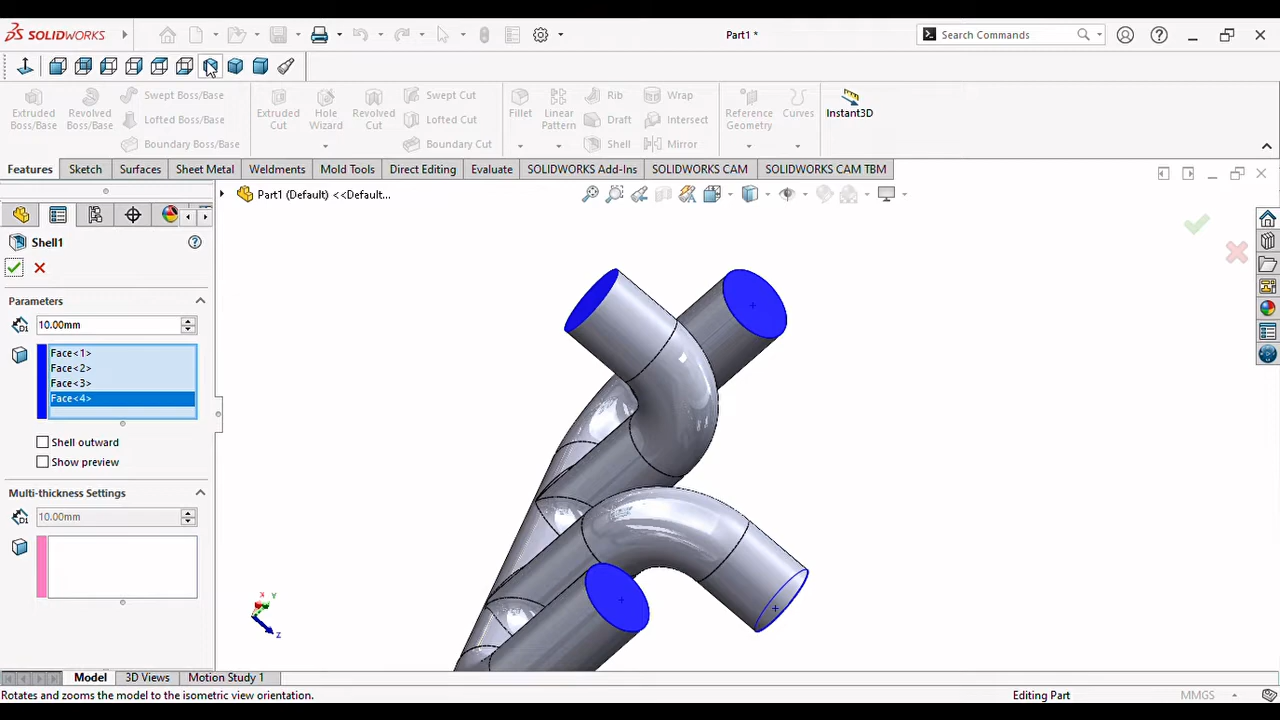 SOLIDWORKS
Part1 *
Search Commands
Extruded Boss/Base
Revolved Boss/Base
Swept Boss/Base
Lofted Boss/Base
Boundary Boss/Base
Extruded Cut
Hole Wizard
Revolved Cut
Swept Cut
Lofted Cut
Boundary Cut
Fillet
Linear Pattern
Rib
Draft
Shell
Wrap
Intersect
Mirror
Reference Geometry
Curves
Instant3D
Features
Sketch
Surfaces
Sheet Metal
Weldments
Mold Tools
Direct Editing
Evaluate
SOLIDWORKS Add-Ins
SOLIDWORKS CAM
SOLIDWORKS CAM TBM
Part1 (Default) <<Default...
Shell1
Parameters
10.00mm
Face<1>
Face<2>
Face<3>
Face<4>
Shell outward
Show preview
Multi-thickness Settings
10.00mm
X
Y
Z
Model
3D Views
Motion Study 1
Rotates and zooms the model to the isometric view orientation.
Editing Part
MMGS